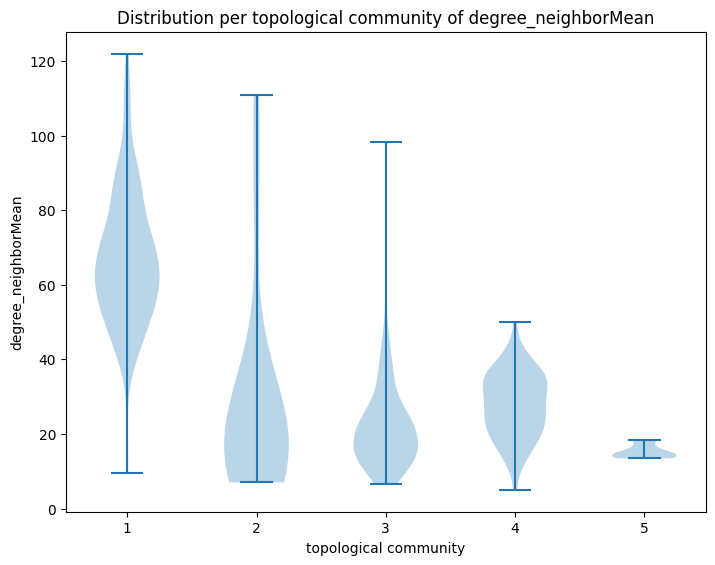 Distribution per topological community of degree_neighborMean
120
100
80
60
40
20
0
degree_neighborMean
1 2 3 4 5
topological community